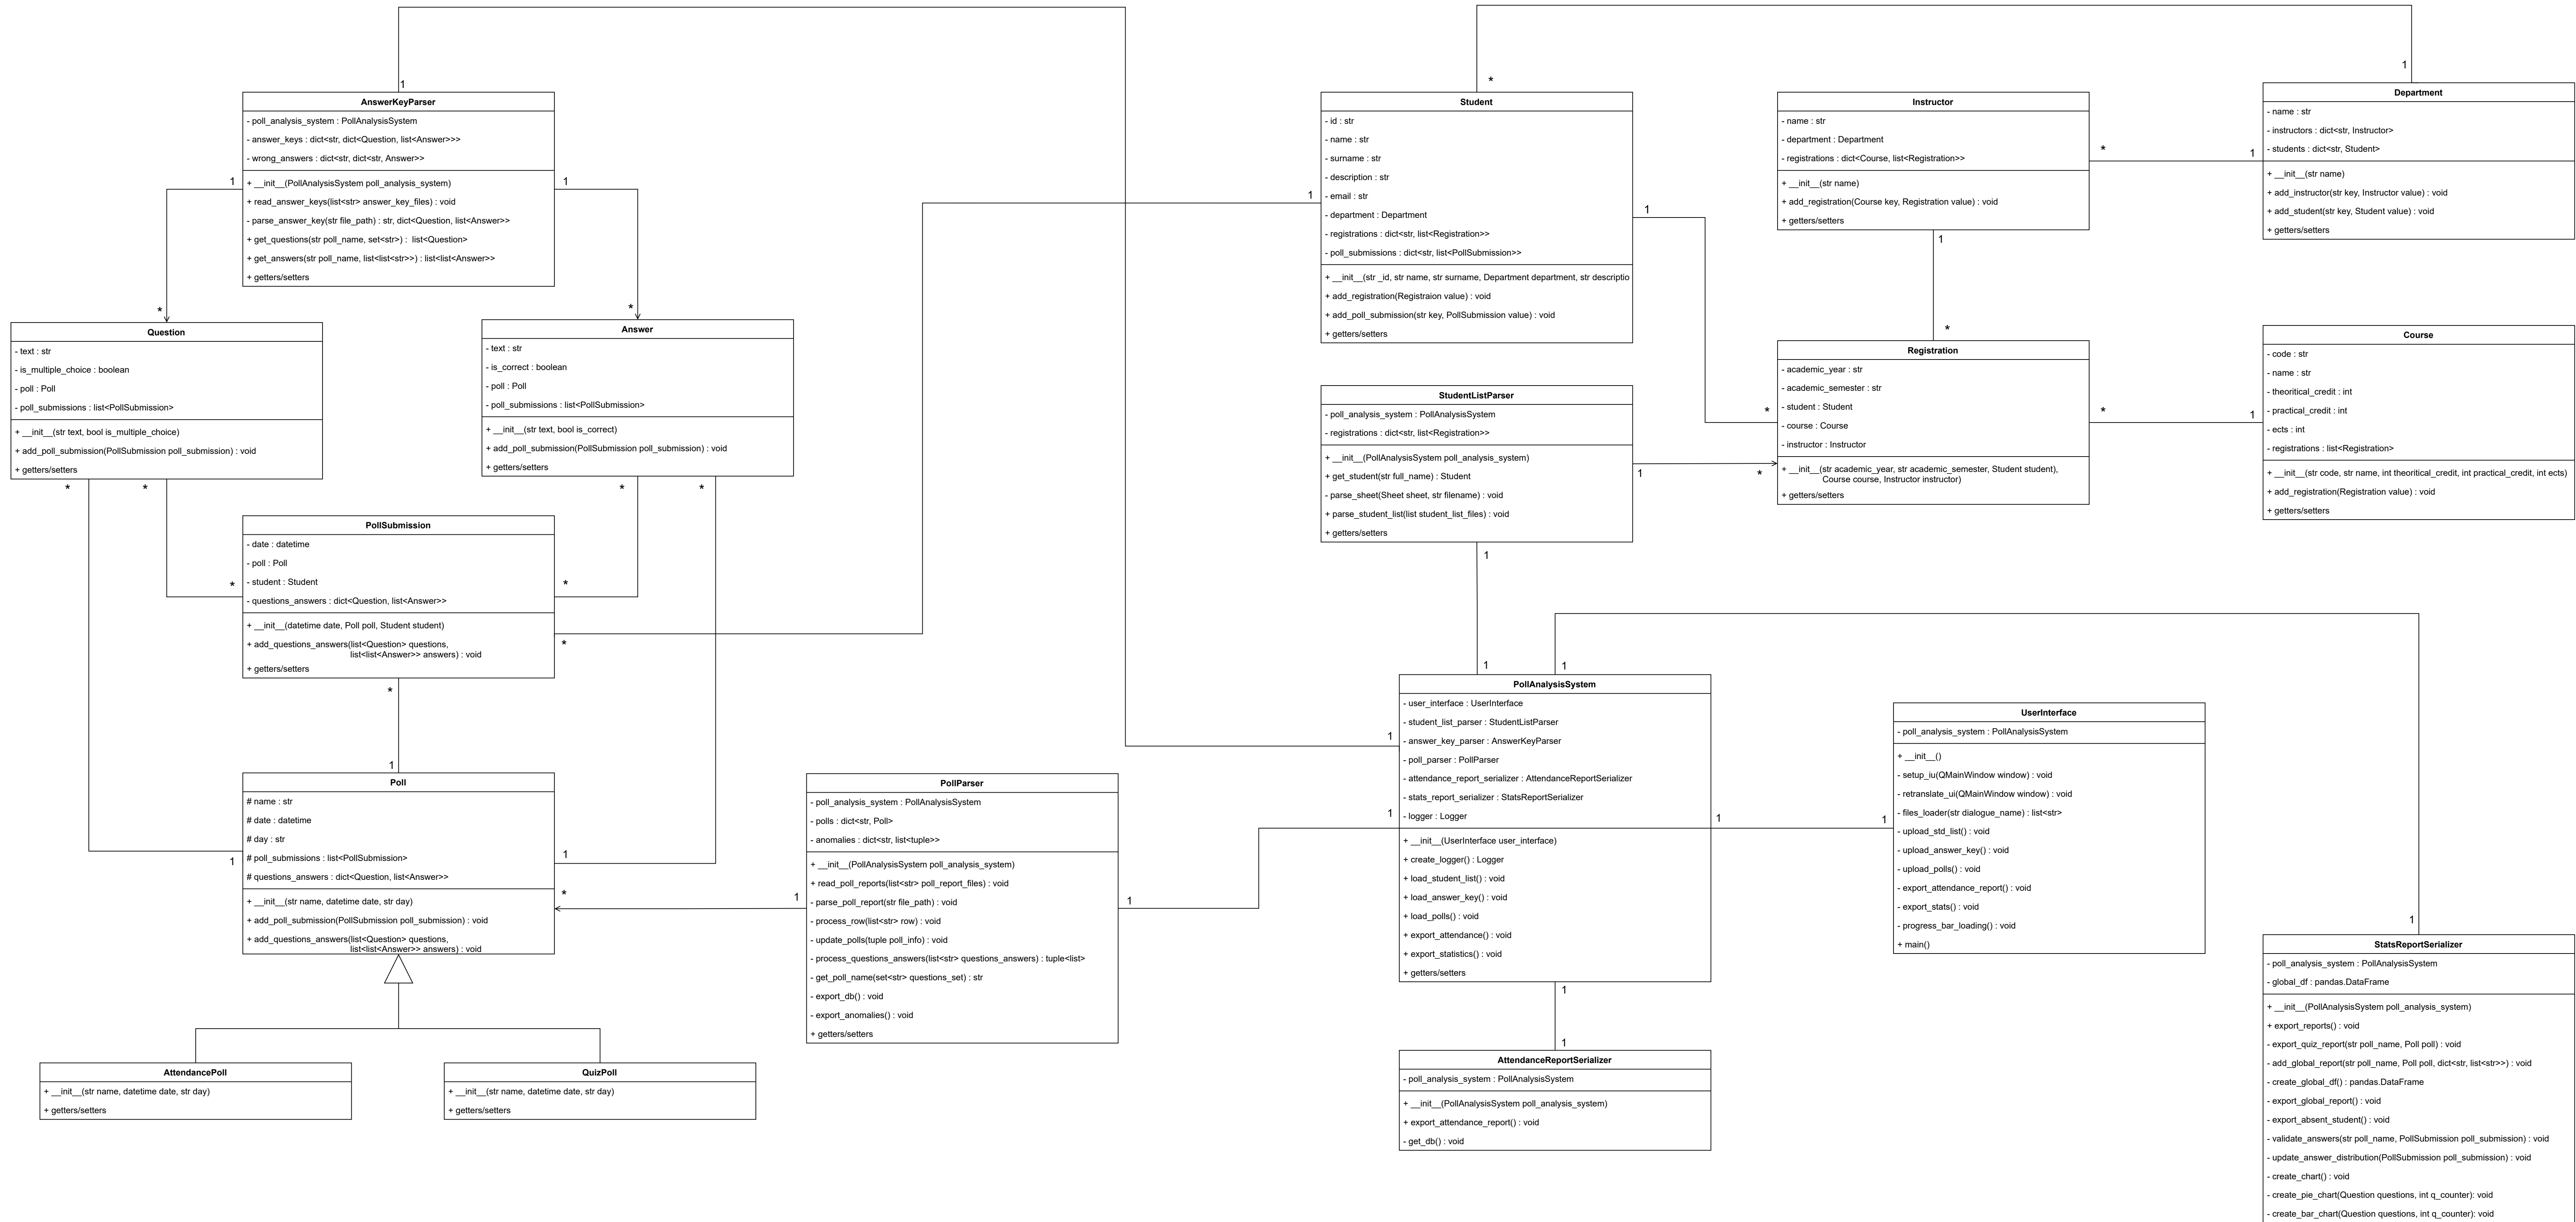 1
AnswerKeyParser
- poll_analysis_system : PollAnalysisSystem
- answer_keys : dict<str, dict<Question, list<Answer>>>
- wrong_answers : dict<str, dict<str, Answer>>
+ __init__(PollAnalysisSystem poll_analysis_system)
+ read_answer_keys(list<str> answer_key_files) : void
- parse_answer_key(str file_path) : str, dict<Question, list<Answer>>
+ get_questions(str poll_name, set<str>) :  list<Question>
+ get_answers(str poll_name, list<list<str>>) : list<list<Answer>>
+ getters/setters
1
1
*
*
Question
- text : str
- is_multiple_choice : boolean
- poll : Poll
- poll_submissions : list<PollSubmission>
+ __init__(str text, bool is_multiple_choice)
+ add_poll_submission(PollSubmission poll_submission) : void
+ getters/setters
*
*
Answer
- text : str
- is_correct : boolean
- poll : Poll
- poll_submissions : list<PollSubmission>
+ __init__(str text, bool is_correct)
+ add_poll_submission(PollSubmission poll_submission) : void
+ getters/setters
*
*
PollSubmission
- date : datetime
- poll : Poll
- student : Student
- questions_answers : dict<Question, list<Answer>>
+ __init__(datetime date, Poll poll, Student student)
+ add_questions_answers(list<Question> questions,
list<list<Answer>> answers) : void
+ getters/setters
*
*
*
*
1
Poll
# name : str
# date : datetime
# day : str
# poll_submissions : list<PollSubmission>
# questions_answers : dict<Question, list<Answer>>
+ __init__(str name, datetime date, str day)
+ add_poll_submission(PollSubmission poll_submission) : void
+ add_questions_answers(list<Question> questions,
list<list<Answer>> answers) : void
1
1
*
AttendancePoll
+ __init__(str name, datetime date, str day)
+ getters/setters
QuizPoll
+ __init__(str name, datetime date, str day)
+ getters/setters
1
PollParser
- poll_analysis_system : PollAnalysisSystem
- polls : dict<str, Poll>
- anomalies : dict<str, list<tuple>>
+ __init__(PollAnalysisSystem poll_analysis_system)
+ read_poll_reports(list<str> poll_report_files) : void
- parse_poll_report(str file_path) : void
- process_row(list<str> row) : void
- update_polls(tuple poll_info) : void
- process_questions_answers(list<str> questions_answers) : tuple<list>
- get_poll_name(set<str> questions_set) : str
- export_db() : void
- export_anomalies() : void
+ getters/setters
1
*
1
Student
- id : str
- name : str
- surname : str
- description : str
- email : str
- department : Department
- registrations : dict<str, list<Registration>>
- poll_submissions : dict<str, list<PollSubmission>>
+ __init__(str _id, str name, str surname, Department department, str descriptio
+ add_registration(Registraion value) : void
+ add_poll_submission(str key, PollSubmission value) : void
+ getters/setters
1
Instructor
- name : str
- department : Department
- registrations : dict<Course, list<Registration>>
+ __init__(str name)
+ add_registration(Course key, Registration value) : void
+ getters/setters
*
1
1
1
Department
- name : str
- instructors : dict<str, Instructor>
- students : dict<str, Student>
+ __init__(str name)
+ add_instructor(str key, Instructor value) : void
+ add_student(str key, Student value) : void
+ getters/setters
StudentListParser
- poll_analysis_system : PollAnalysisSystem
- registrations : dict<str, list<Registration>>
+ __init__(PollAnalysisSystem poll_analysis_system)
+ get_student(str full_name) : Student
- parse_sheet(Sheet sheet, str filename) : void
+ parse_student_list(list student_list_files) : void
+ getters/setters
1
1
*
*
*
Registration
- academic_year : str
- academic_semester : str
- student : Student
- course : Course
- instructor : Instructor
+ __init__(str academic_year, str academic_semester, Student student),
Course course, Instructor instructor)
+ getters/setters
*
1
Course
- code : str
- name : str
- theoritical_credit : int
- practical_credit : int
- ects : int
- registrations : list<Registration>
+ __init__(str code, str name, int theoritical_credit, int practical_credit, int ects)
+ add_registration(Registration value) : void
+ getters/setters
1
1
1
1
PollAnalysisSystem
- user_interface : UserInterface
- student_list_parser : StudentListParser
- answer_key_parser : AnswerKeyParser
- poll_parser : PollParser
- attendance_report_serializer : AttendanceReportSerializer
- stats_report_serializer : StatsReportSerializer
- logger : Logger
+ __init__(UserInterface user_interface)
+ create_logger() : Logger
+ load_student_list() : void
+ load_answer_key() : void
+ load_polls() : void
+ export_attendance() : void
+ export_statistics() : void
+ getters/setters
1
1
1
UserInterface
- poll_analysis_system : PollAnalysisSystem
+ __init__()
- setup_iu(QMainWindow window) : void
- retranslate_ui(QMainWindow window) : void
- files_loader(str dialogue_name) : list<str>
- upload_std_list() : void
- upload_answer_key() : void
- upload_polls() : void
- export_attendance_report() : void
- export_stats() : void
- progress_bar_loading() : void
+ main()
1
1
AttendanceReportSerializer
- poll_analysis_system : PollAnalysisSystem
+ __init__(PollAnalysisSystem poll_analysis_system)
+ export_attendance_report() : void
- get_db() : void
1
StatsReportSerializer
- poll_analysis_system : PollAnalysisSystem
- global_df : pandas.DataFrame
+ __init__(PollAnalysisSystem poll_analysis_system)
+ export_reports() : void
- export_quiz_report(str poll_name, Poll poll) : void
- add_global_report(str poll_name, Poll poll, dict<str, list<str>>) : void
- create_global_df() : pandas.DataFrame
- export_global_report() : void
- export_absent_student() : void
- validate_answers(str poll_name, PollSubmission poll_submission) : void
- update_answer_distribution(PollSubmission poll_submission) : void
- create_chart() : void
- create_pie_chart(Question questions, int q_counter): void
- create_bar_chart(Question questions, int q_counter): void